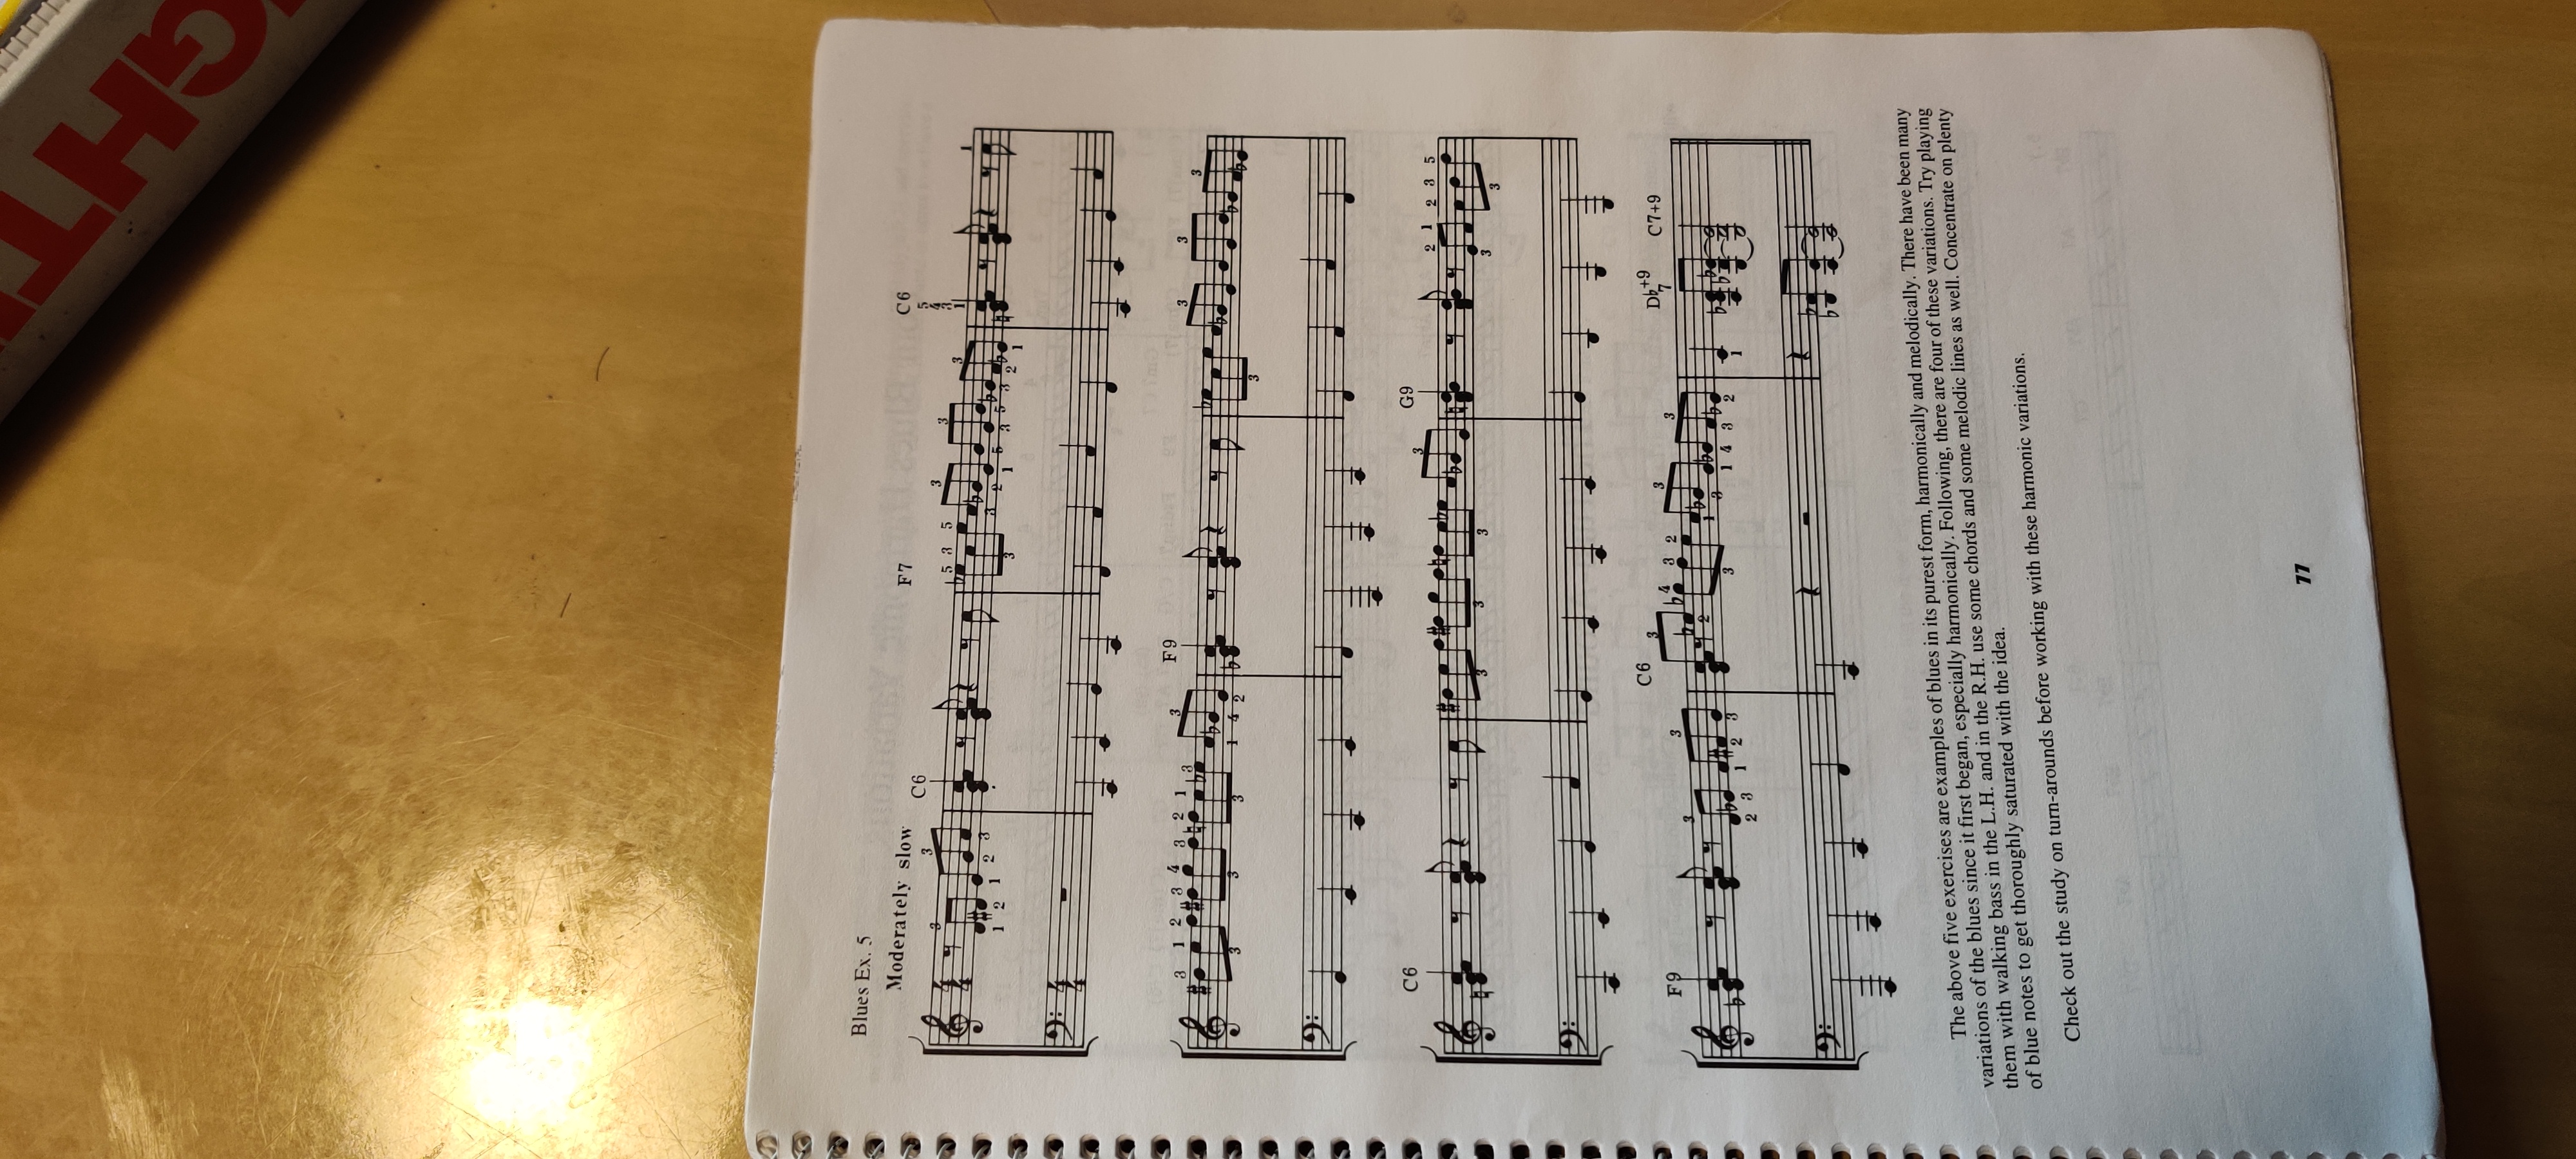 Blues Ex. 5
Moderately slow
C6
F7
C6
F9
C6
G9
F9
C6
Db+9
7
C7+9
The above five exercises are examples of blues in its purest form, harmonically and melodically. There have been many
variations of the blues since it first began, especially harmonically. Following, there are four of these variations. Try playing
them with walking bass in the L.H. and in the R.H. use some chords and some melodic lines as well. Concentrate on plenty
of blue notes to get thoroughly saturated with the idea.
Check out the study on turn-arounds before working with these harmonic variations.
77